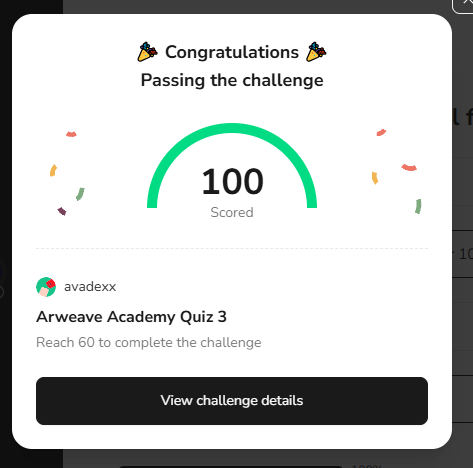 Congratulations
Passing the challenge
100
Scored
avadexx
Arweave Academy Quiz 3
Reach 60 to complete the challenge
View challenge details